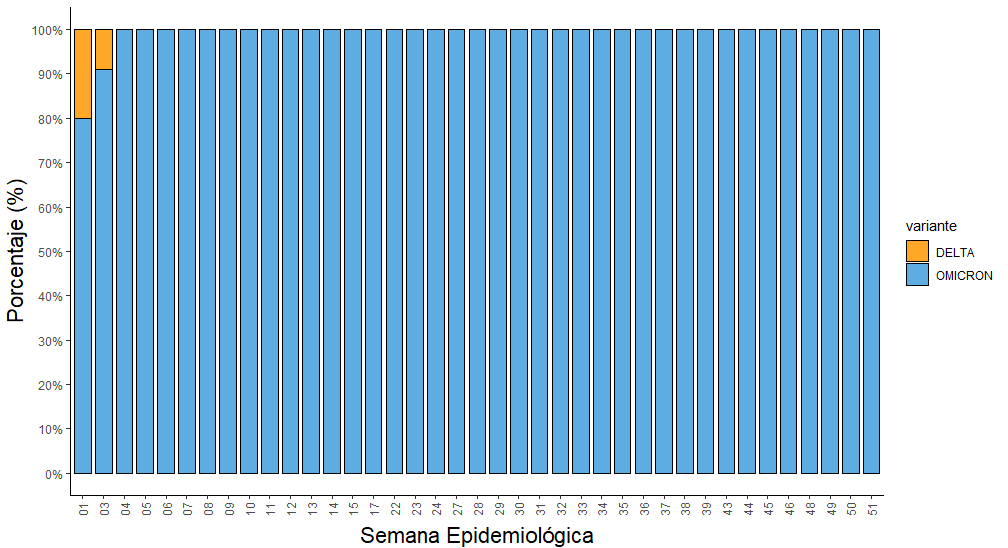 100%
90%
80%
70%
60%
50%
40%
30%
20%
10%
0%
Porcentaje (%)
01 03 04 05 06 07 08 09 10 11 12 13 14 15 17 22 23 24 27 28 29 30 31 32 33 34 35 36 37 38 39 43 44 45 46 48 49 50 51
Semana Epidemiológica
variante
DELTA
OMICRON